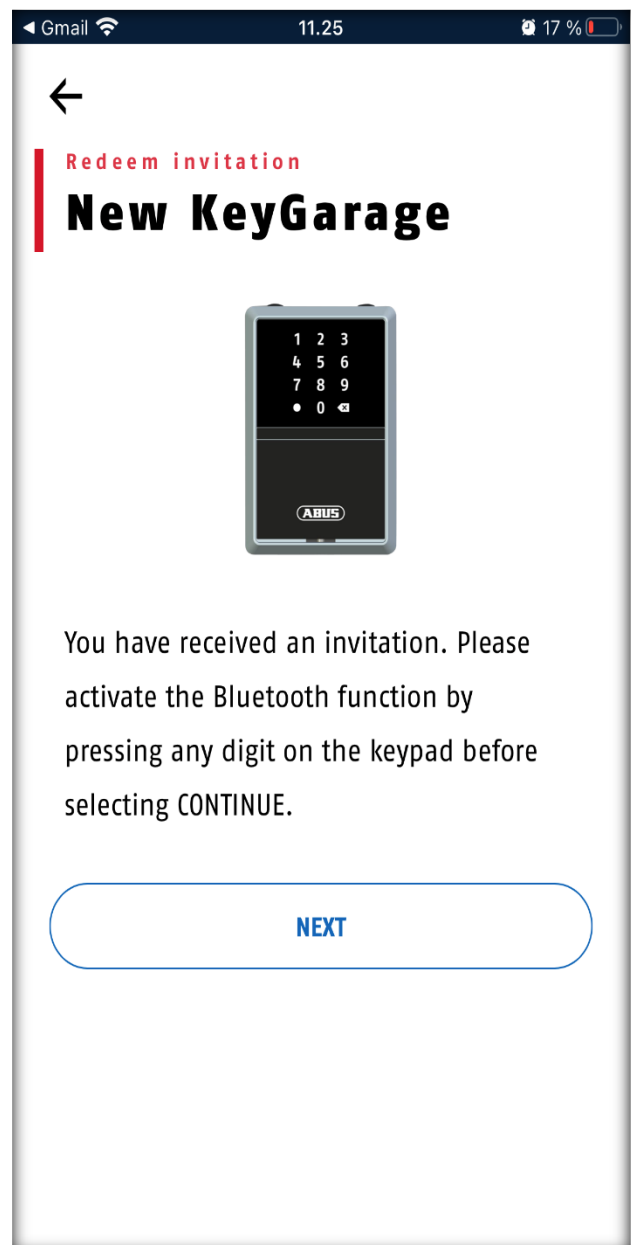 Gmail 11.25 17 %
Redeem invitation
New KeyGarage
1 2 3
4 5 6
7 8 9
0
ABUS
You have received an invitation. Please
activate the Bluetooth function by
pressing any digit on the keypad before
selecting CONTINUE.
NEXT